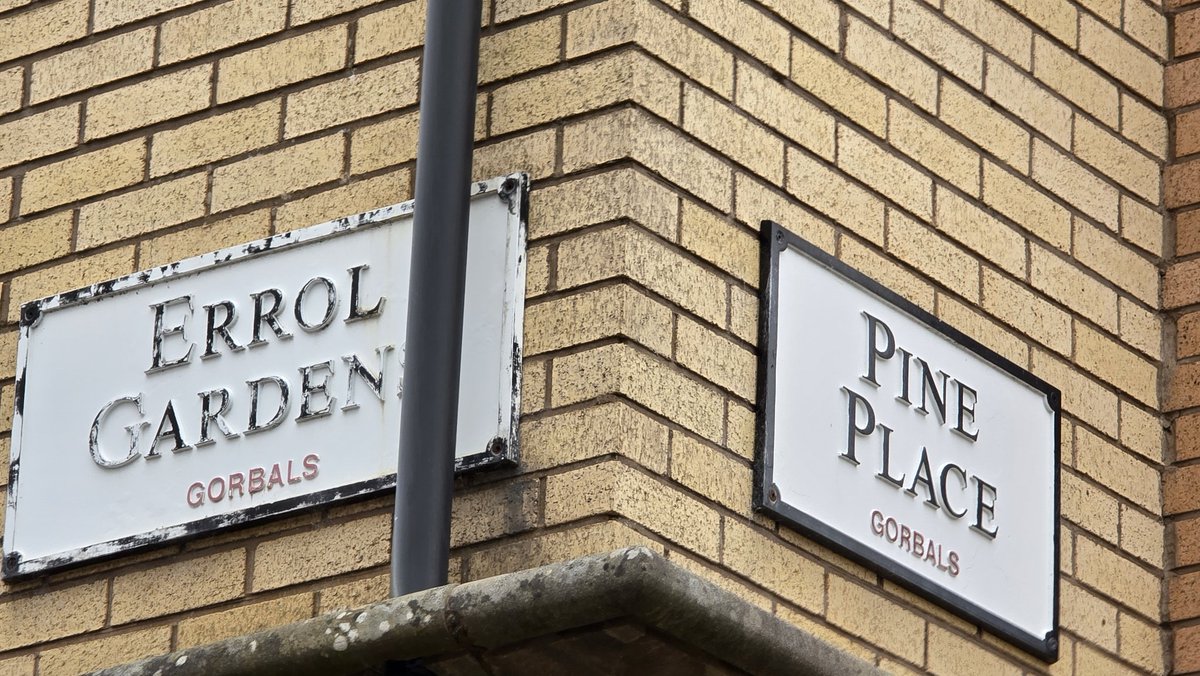 Errol
Gardens
GORBALS
Pine
Place
GORBALS